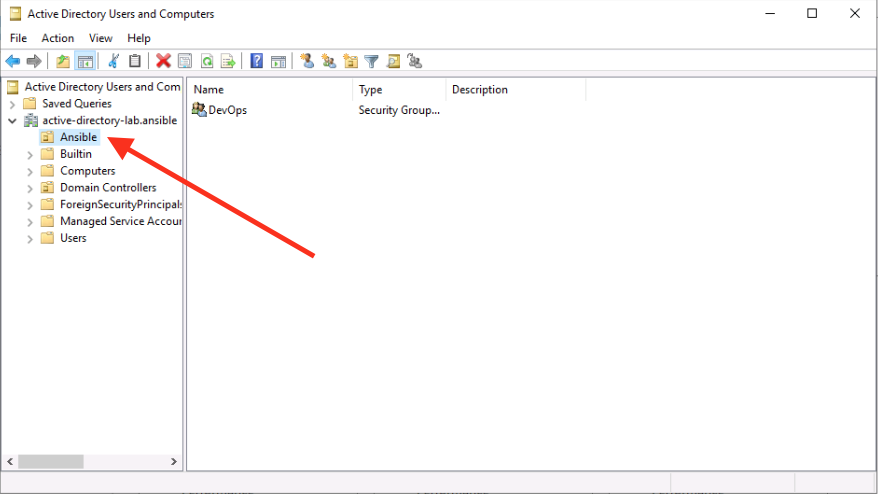 Active Directory Users and Computers
File Action View Help
Active Directory Users and Com
Saved Queries
active-directory-lab.ansible
Ansible
Builtin
Computers
Domain Controllers
ForeignSecurityPrincipals
Managed Service Accour
Users
Name Type Description
DevOps Security Group...